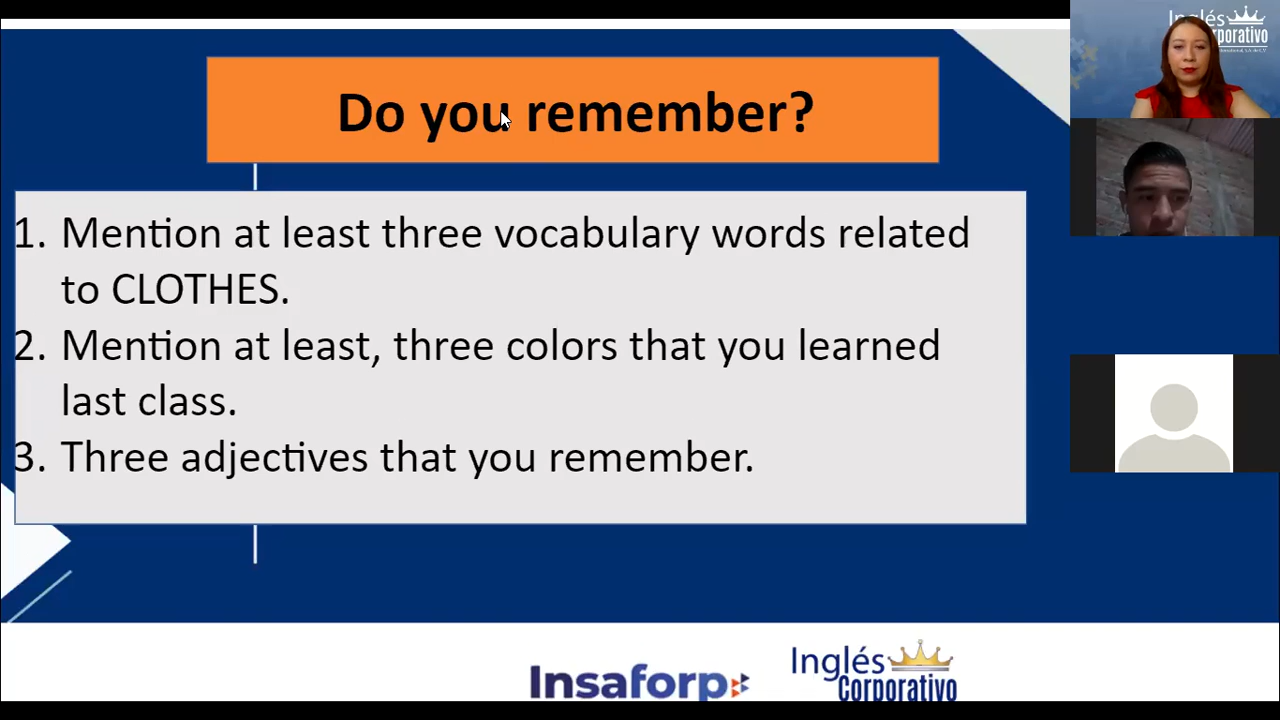 Do you remember?
1. Mention at least three vocabulary words related
to CLOTHES.
2. Mention at least, three colors that you learned
last class.
3. Three adjectives that you remember.
Insaforp
Inglés
Corporativo
Inglés
Corporativo